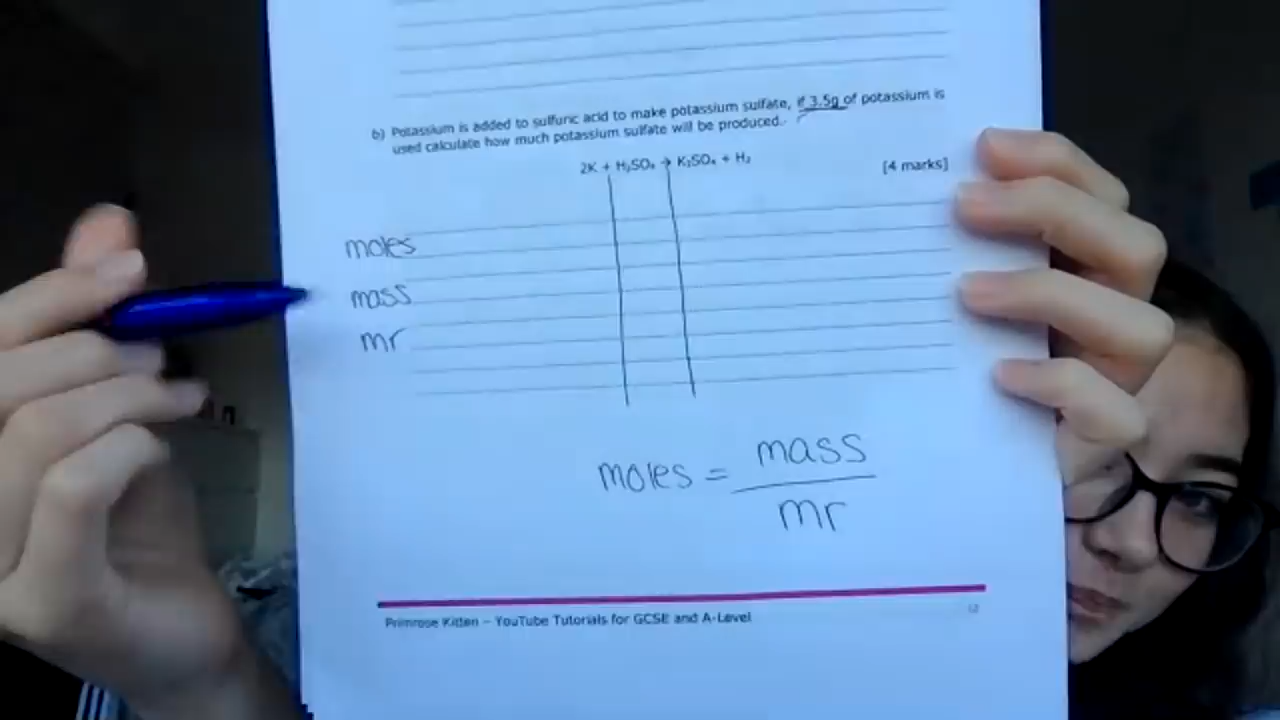 b) Potassium is added to sulfuric acid to make potassium sulfate, if 3.5g of potassium is
used calculate how much potassium sulfate will be produced.
2K + H₂SO₄ → K₂SO₄ + H₂
[4 marks]
moles
mass
mr
moles = mass
mr
Primrose Kitten – YouTube Tutorials for GCSE and A-Level
12